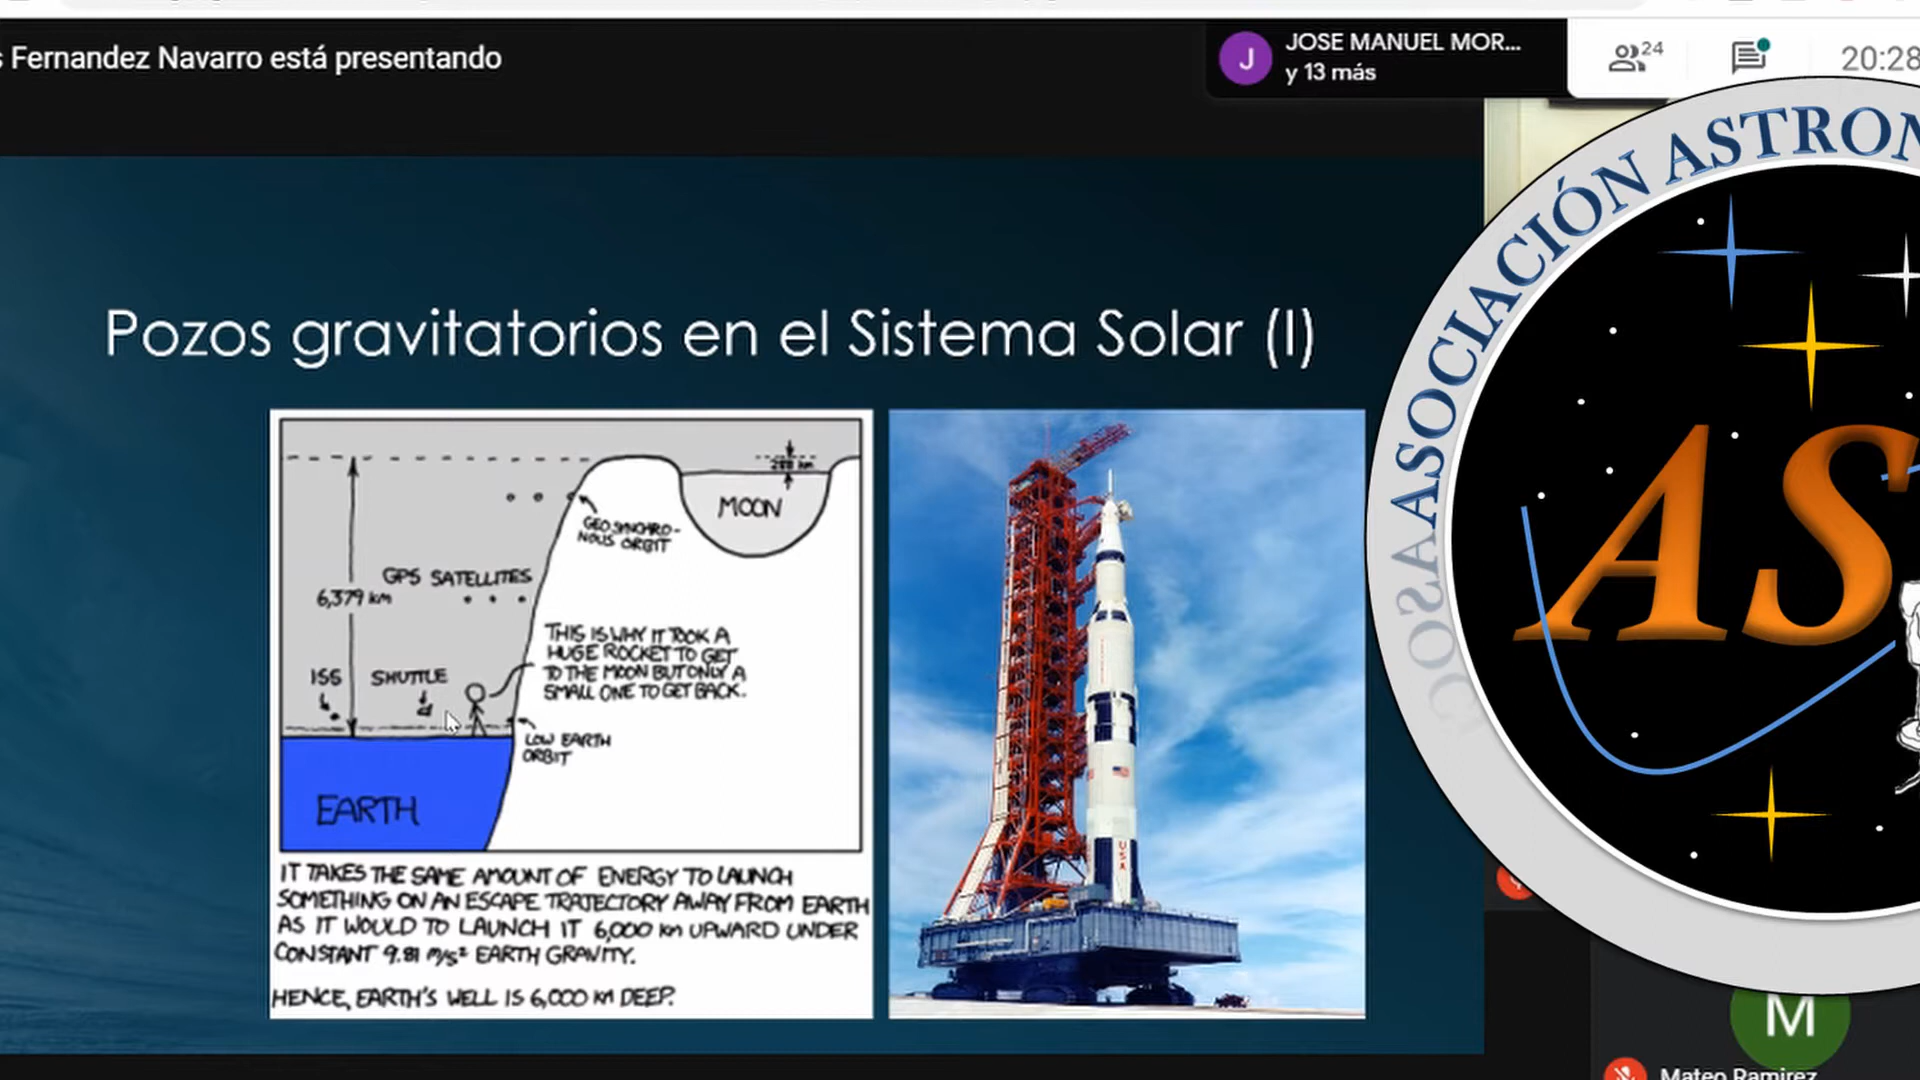 Fernandez Navarro está presentando
J
JOSE MANUEL MOR...
y 13 más
24
20:28
Pozos gravitatorios en el Sistema Solar (I)
288 km
MOON
GEOSYNCHRO-
NOUS ORBIT
GPS SATELLITES
6,379 km
THIS IS WHY IT TOOK A
HUGE ROCKET TO GET
TO THE MOON BUT ONLY A
SMALL ONE TO GET BACK.
ISS
SHUTTLE
LOW EARTH
ORBIT
EARTH
IT TAKES THE SAME AMOUNT OF ENERGY TO LAUNCH
SOMETHING ON AN ESCAPE TRAJECTORY AWAY FROM EARTH
AS IT WOULD TO LAUNCH IT 6,000 km UPWARD UNDER
CONSTANT 9.81 m/s² EARTH GRAVITY.
HENCE, EARTH'S WELL IS 6,000 km DEEP.
USA
ASOCIACIÓN ASTRON
AS
M
Mateo Ramirez